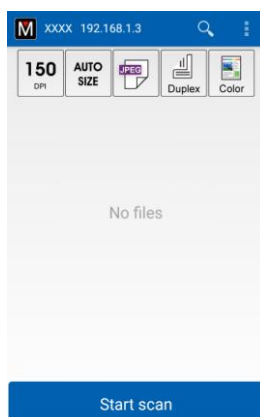 M XXXX 192.168.1.3
150 AUTO JPEG
DPI SIZE Duplex Color
No files
Start scan